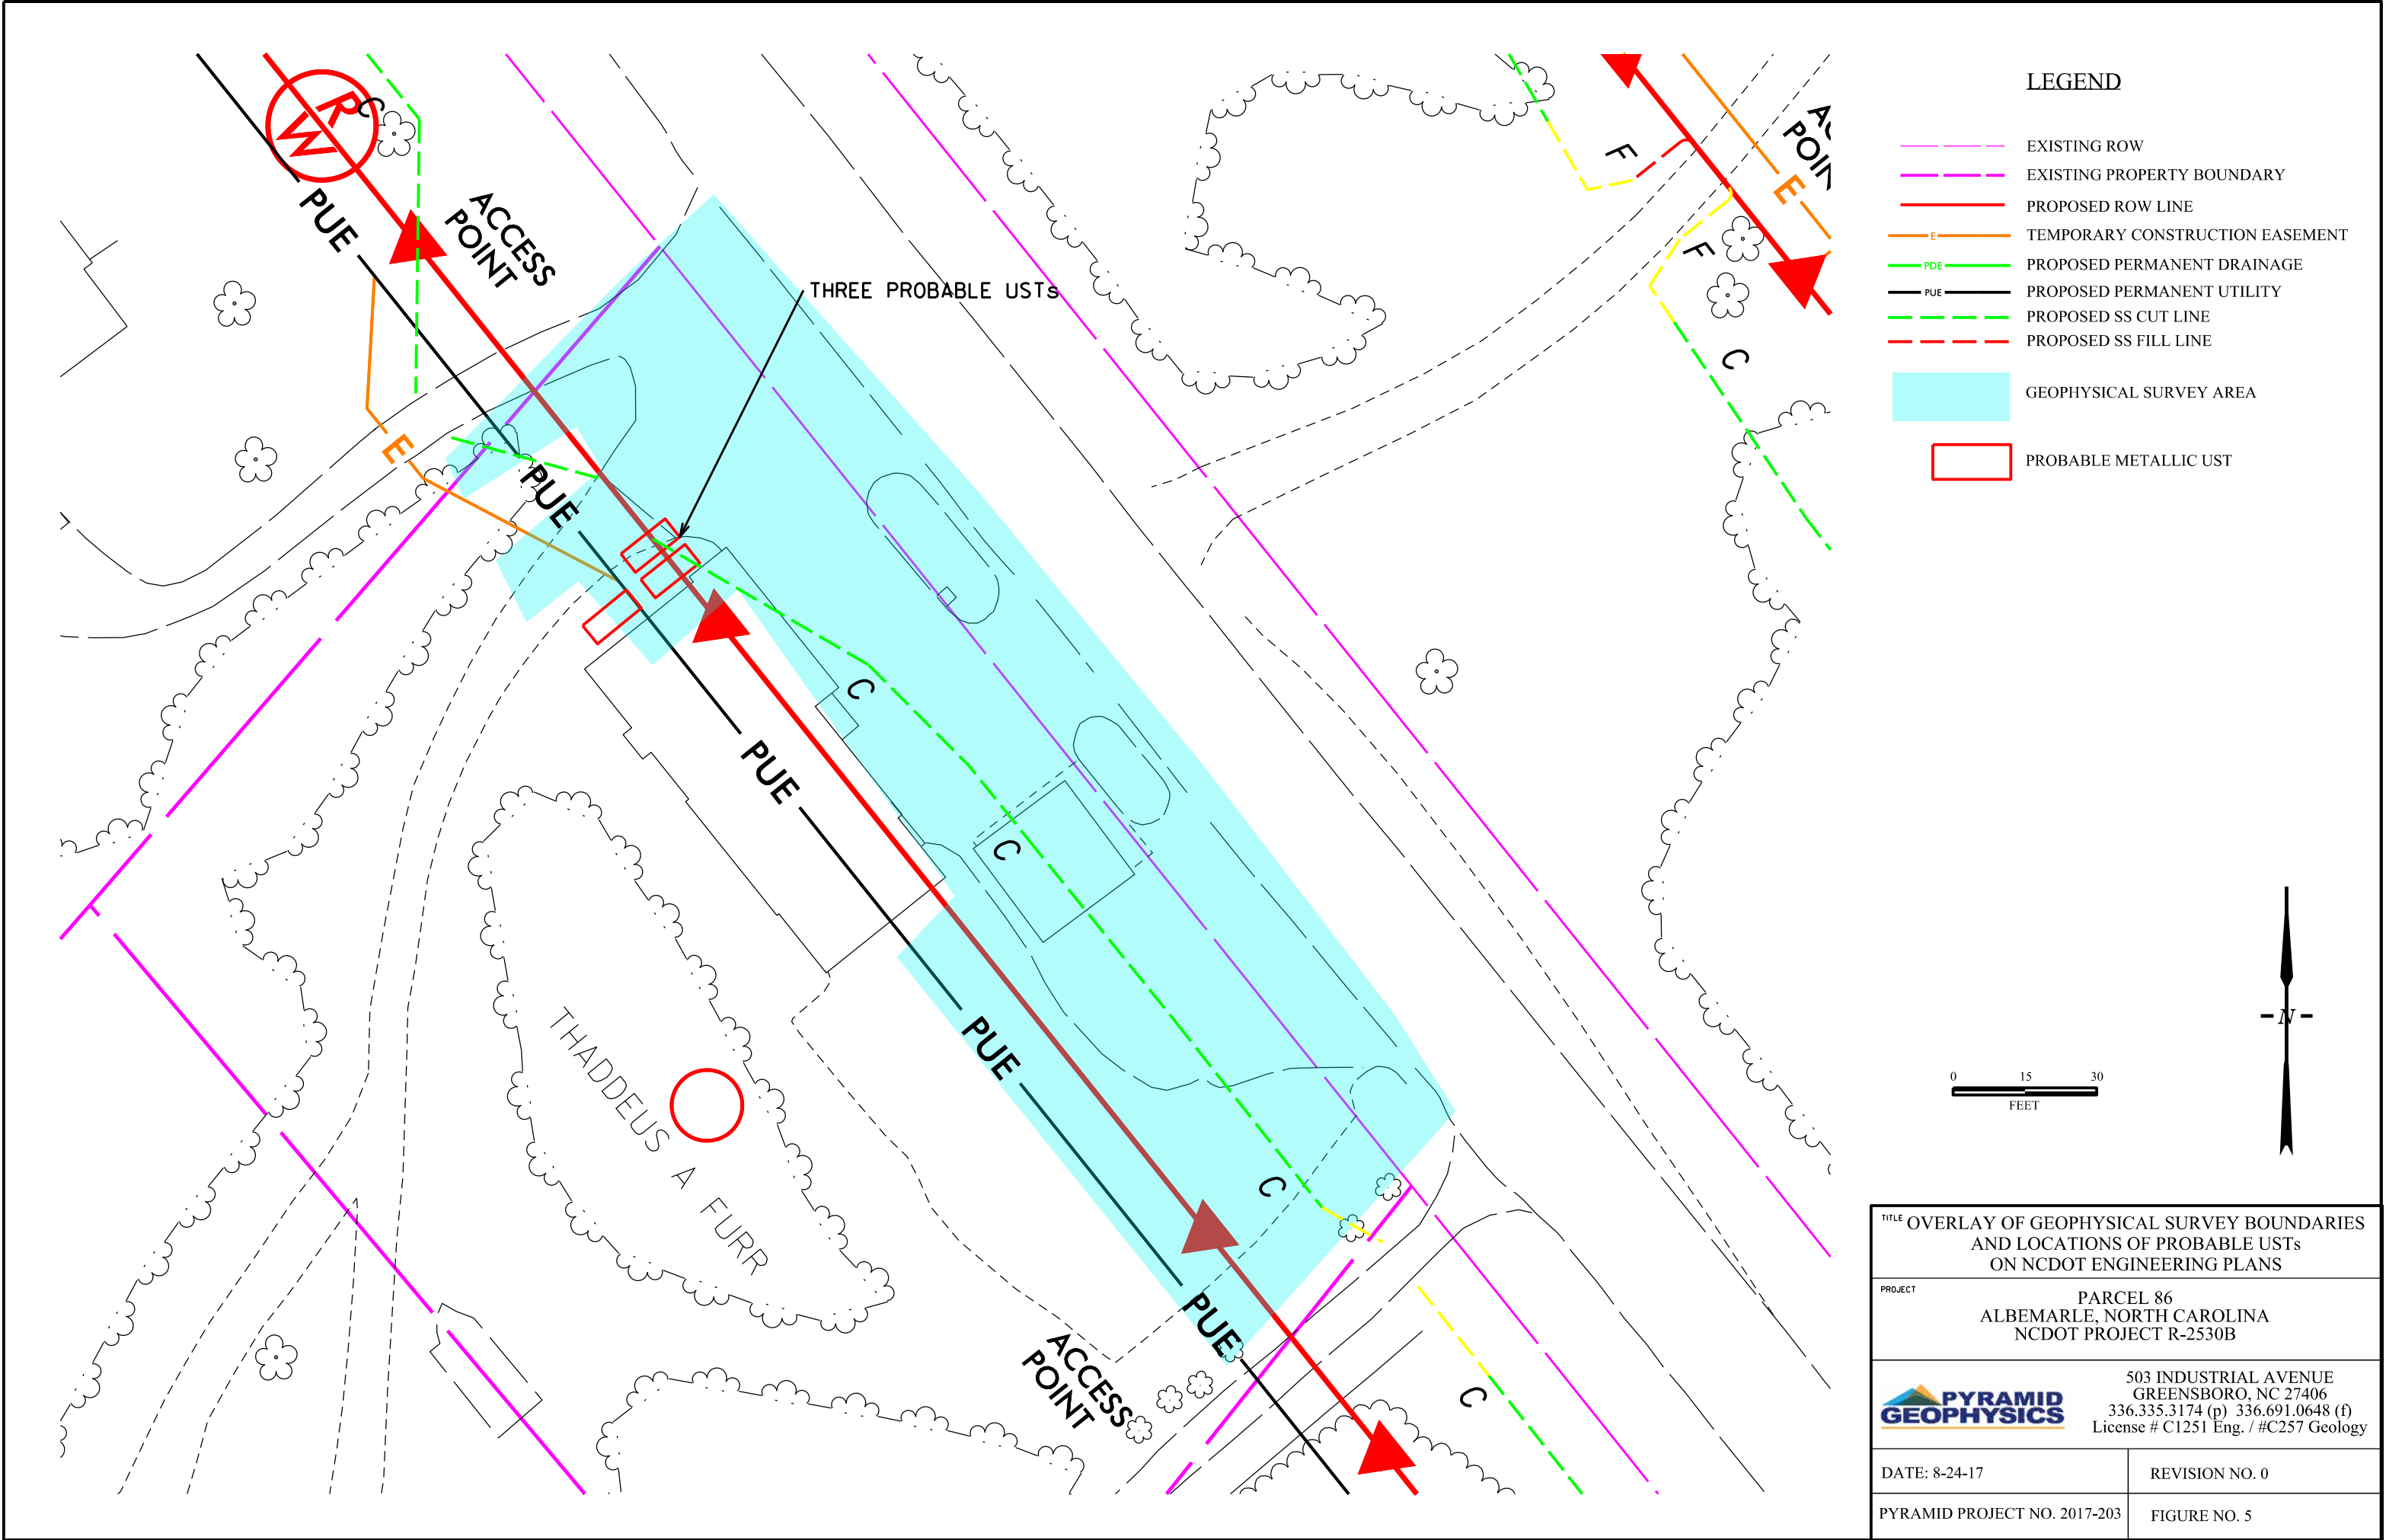 R
W
C
PUE
ACCESS
POINT
THREE PROBABLE USTs
E
PUE
C
PUE
C
PUE
C
PUE
THADDEUS A FURR
ACCESS
POINT
C
F
F
C
E
POIN
LEGEND
EXISTING ROW
EXISTING PROPERTY BOUNDARY
PROPOSED ROW LINE
E
TEMPORARY CONSTRUCTION EASEMENT
PDE
PROPOSED PERMANENT DRAINAGE
PUE
PROPOSED PERMANENT UTILITY
PROPOSED SS CUT LINE
PROPOSED SS FILL LINE
GEOPHYSICAL SURVEY AREA
PROBABLE METALLIC UST
N
0 15 30
FEET
TITLE OVERLAY OF GEOPHYSICAL SURVEY BOUNDARIES
AND LOCATIONS OF PROBABLE USTs
ON NCDOT ENGINEERING PLANS
PROJECT
PARCEL 86
ALBEMARLE, NORTH CAROLINA
NCDOT PROJECT R-2530B
PYRAMID
GEOPHYSICS
503 INDUSTRIAL AVENUE
GREENSBORO, NC 27406
336.335.3174 (p) 336.691.0648 (f)
License # C1251 Eng. / #C257 Geology
DATE: 8-24-17
REVISION NO. 0
PYRAMID PROJECT NO. 2017-203
FIGURE NO. 5